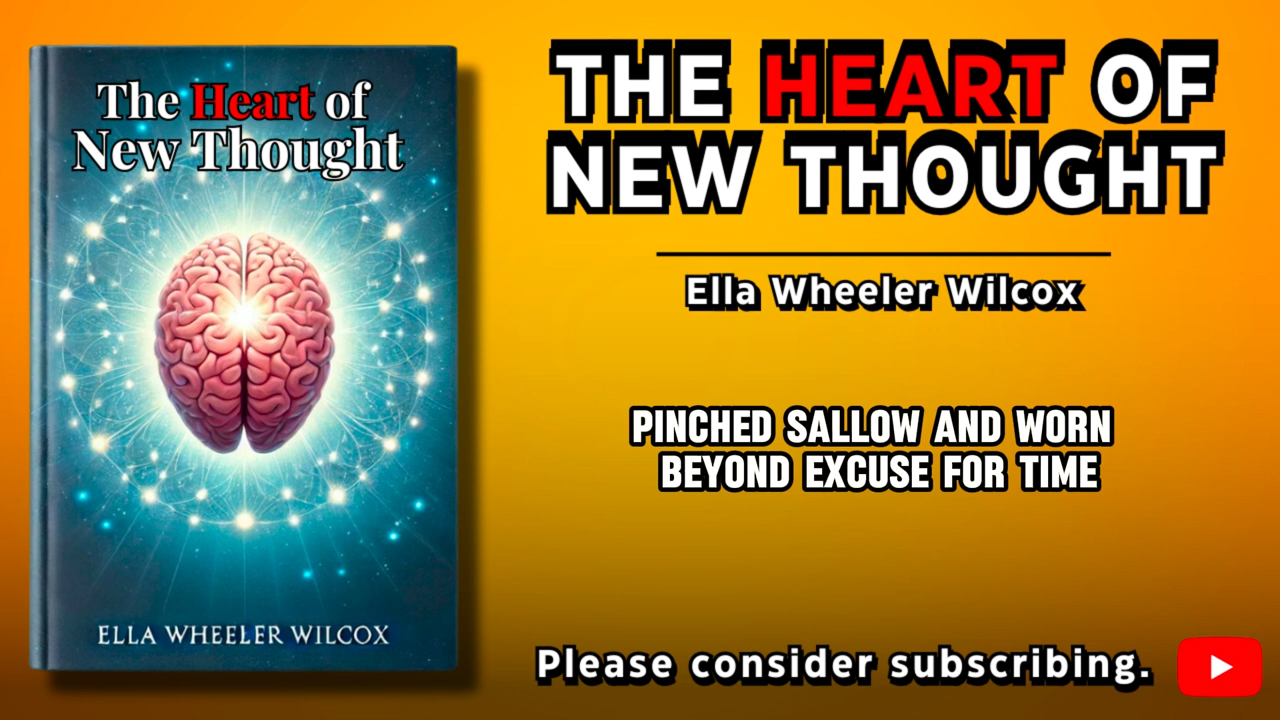 The Heart of
New Thought
ELLA WHEELER WILCOX
THE HEART OF
NEW THOUGHT
Ella Wheeler Wilcox
PINCHED SALLOW AND WORN
BEYOND EXCUSE FOR TIME
Please consider subscribing.